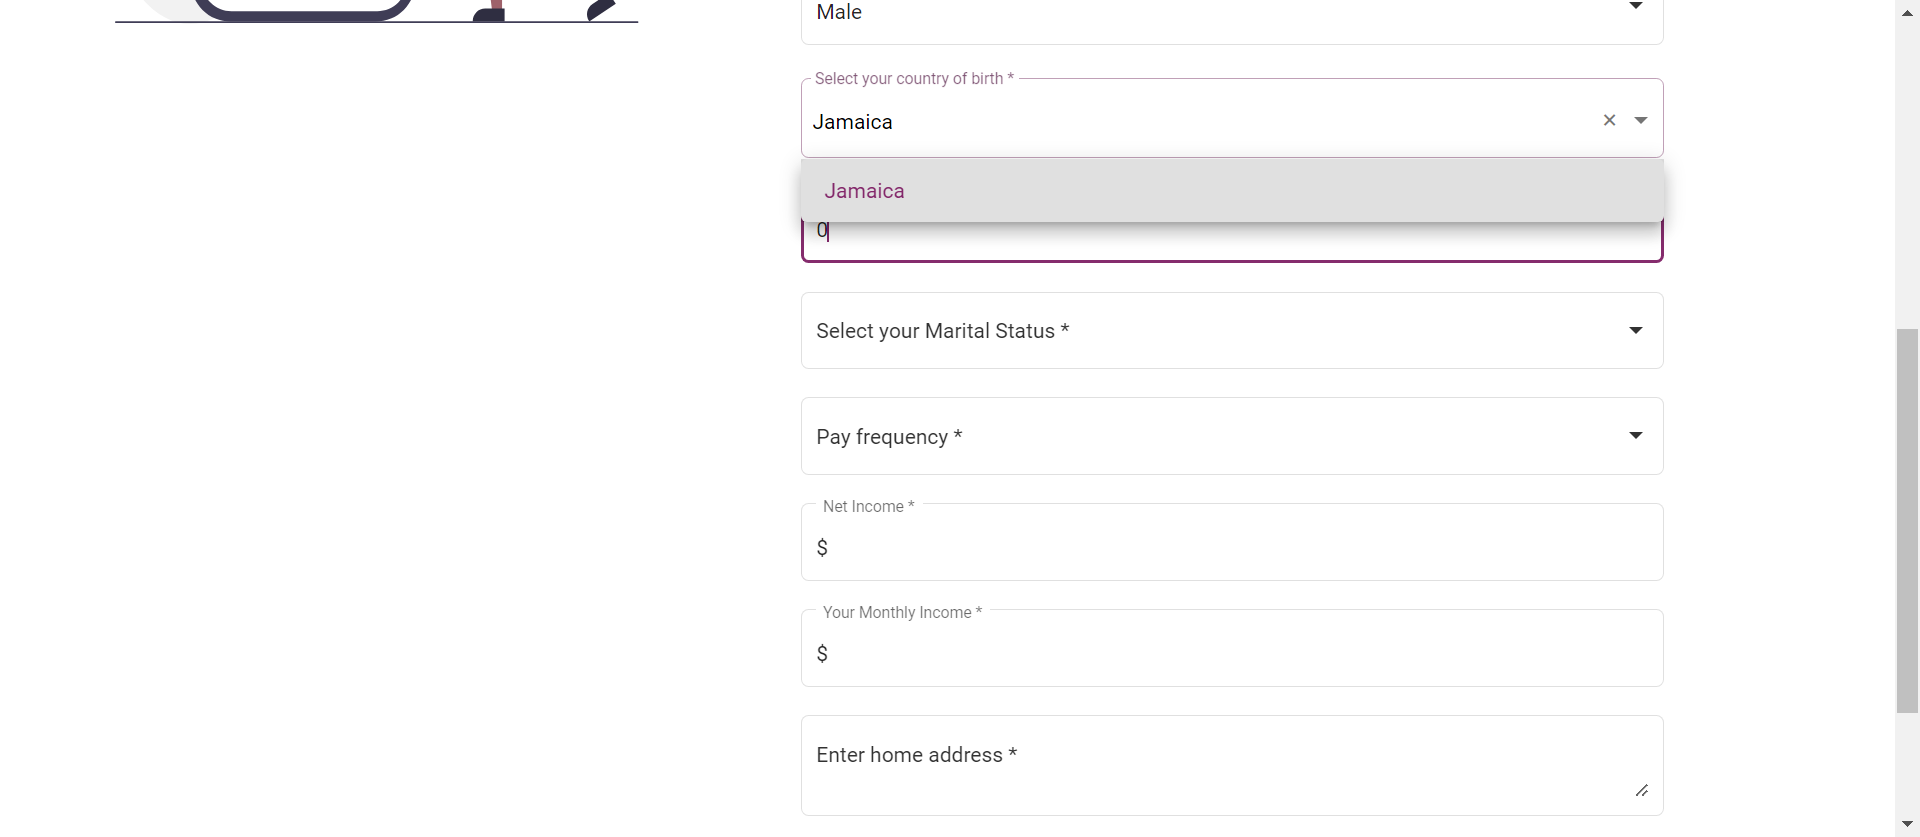 Male
Select your country of birth *
Jamaica
Jamaica
0
Select your Marital Status *
Pay frequency *
Net Income *
$
Your Monthly Income *
$
Enter home address *